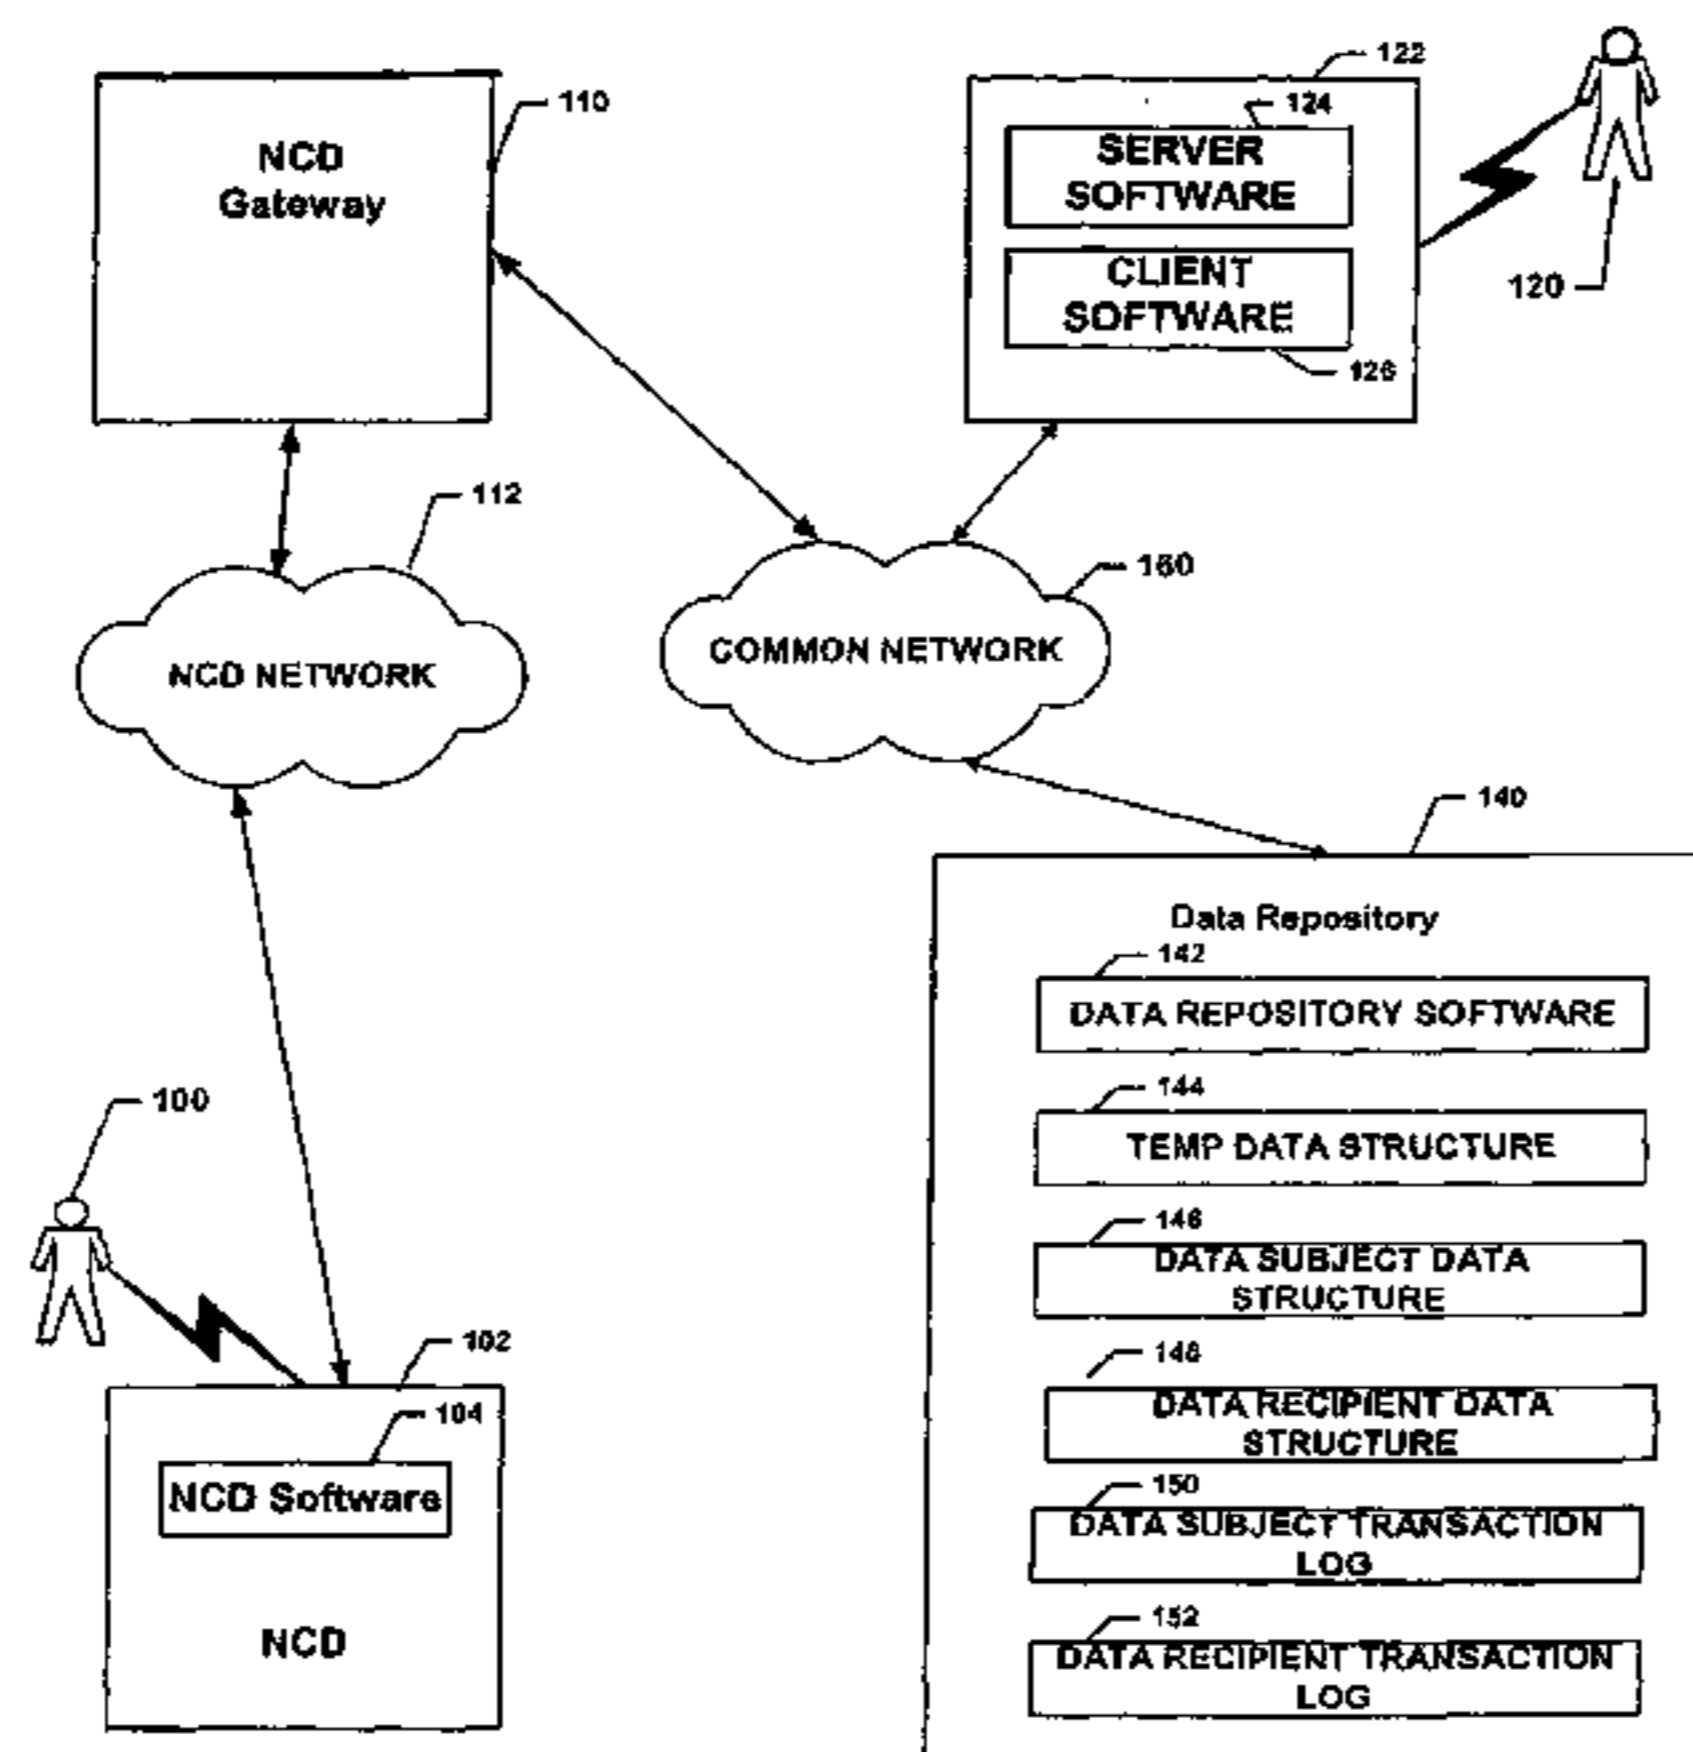 110
NCD
Gateway
122
124
SERVER
SOFTWARE
CLIENT
SOFTWARE
126
120
112
NCD NETWORK
160
COMMON NETWORK
140
Data Repository
142
DATA REPOSITORY SOFTWARE
144
TEMP DATA STRUCTURE
146
DATA SUBJECT DATA
STRUCTURE
148
DATA RECIPIENT DATA
STRUCTURE
150
DATA SUBJECT TRANSACTION
LOG
152
DATA RECIPIENT TRANSACTION
LOG
100
102
104
NCD Software
NCD